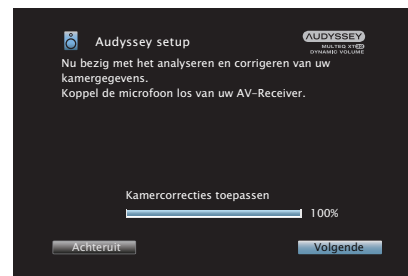 Audyssey setup
AUDYSSEY
MULTEQ XT32
DYNAMIC VOLUME
Nu bezig met het analyseren en corrigeren van uw
kamergegevens.
Koppel de microfoon los van uw AV-Receiver.
Kamercorrecties toepassen
100%
Achteruit
Volgende